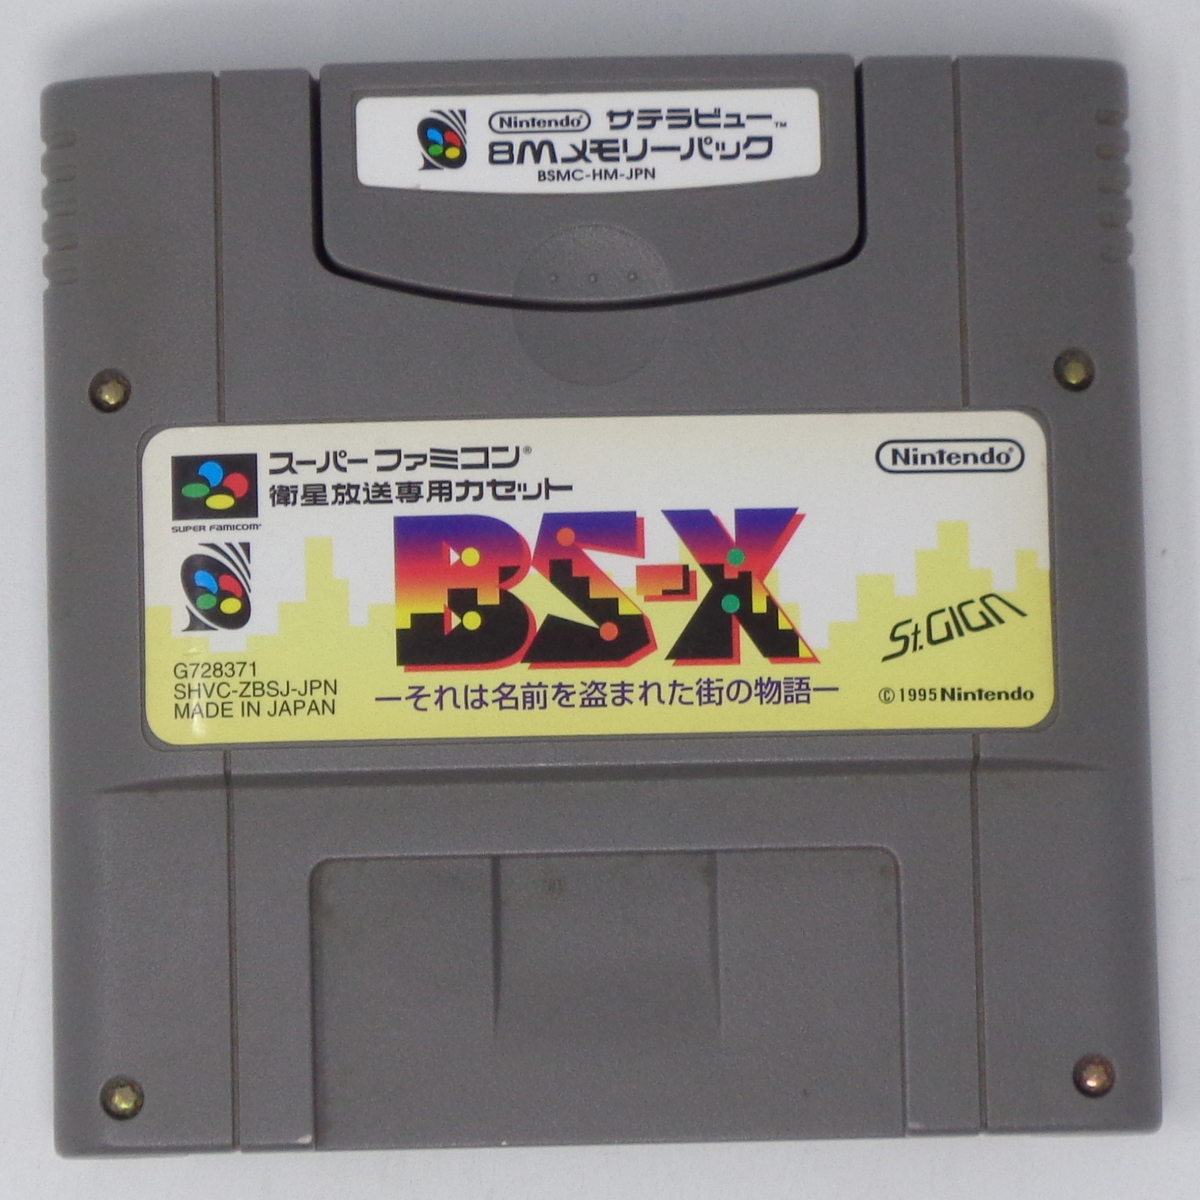 Nintendo® サテラビュー™
8Mメモリーパック
BSMC-HM-JPN
スーパーファミコン®
衛星放送専用カセット
Nintendo®
SUPER FAMICOM™
BS-X
St.GIGA
G728371
SHVC-ZBSJ-JPN
MADE IN JAPAN
ーそれは名前を盗まれた街の物語ー
©1995 Nintendo